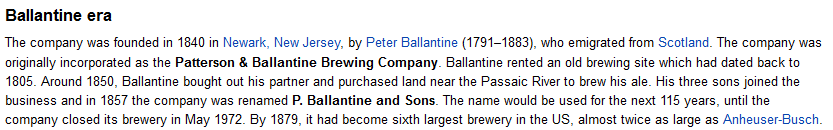 Ballantine era
The company was founded in 1840 in Newark, New Jersey, by Peter Ballantine (1791–1883), who emigrated from Scotland. The company was
originally incorporated as the Patterson & Ballantine Brewing Company. Ballantine rented an old brewing site which had dated back to
1805. Around 1850, Ballantine bought out his partner and purchased land near the Passaic River to brew his ale. His three sons joined the
business and in 1857 the company was renamed P. Ballantine and Sons. The name would be used for the next 115 years, until the
company closed its brewery in May 1972. By 1879, it had become sixth largest brewery in the US, almost twice as large as Anheuser-Busch.